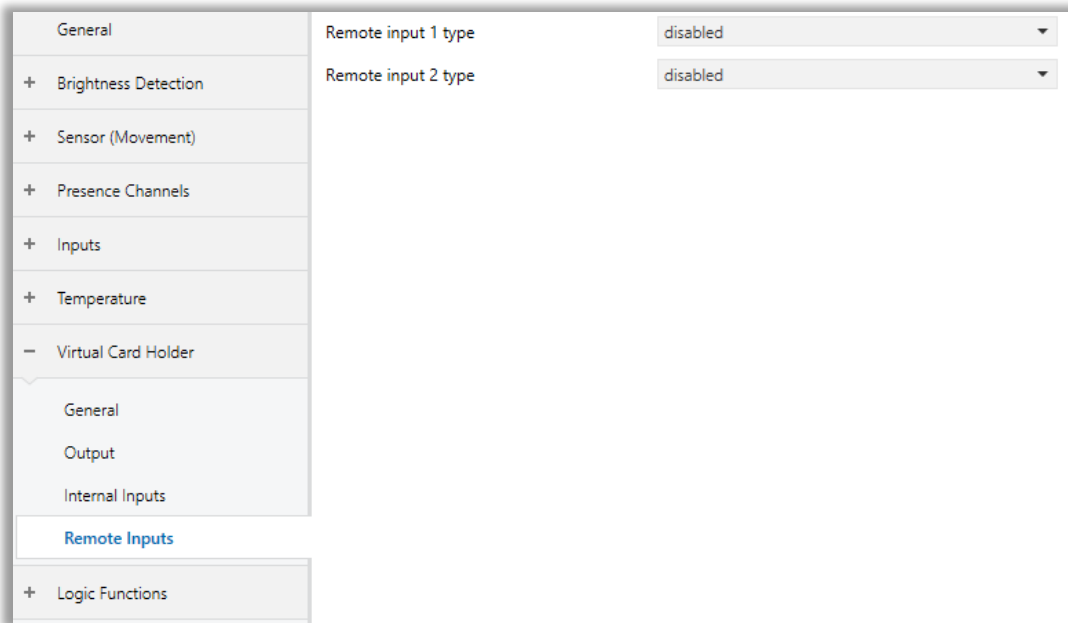 General
Brightness Detection
Sensor (Movement)
Presence Channels
Inputs
Temperature
Virtual Card Holder
General
Output
Internal Inputs
Remote Inputs
Logic Functions
Remote input 1 type disabled
Remote input 2 type disabled